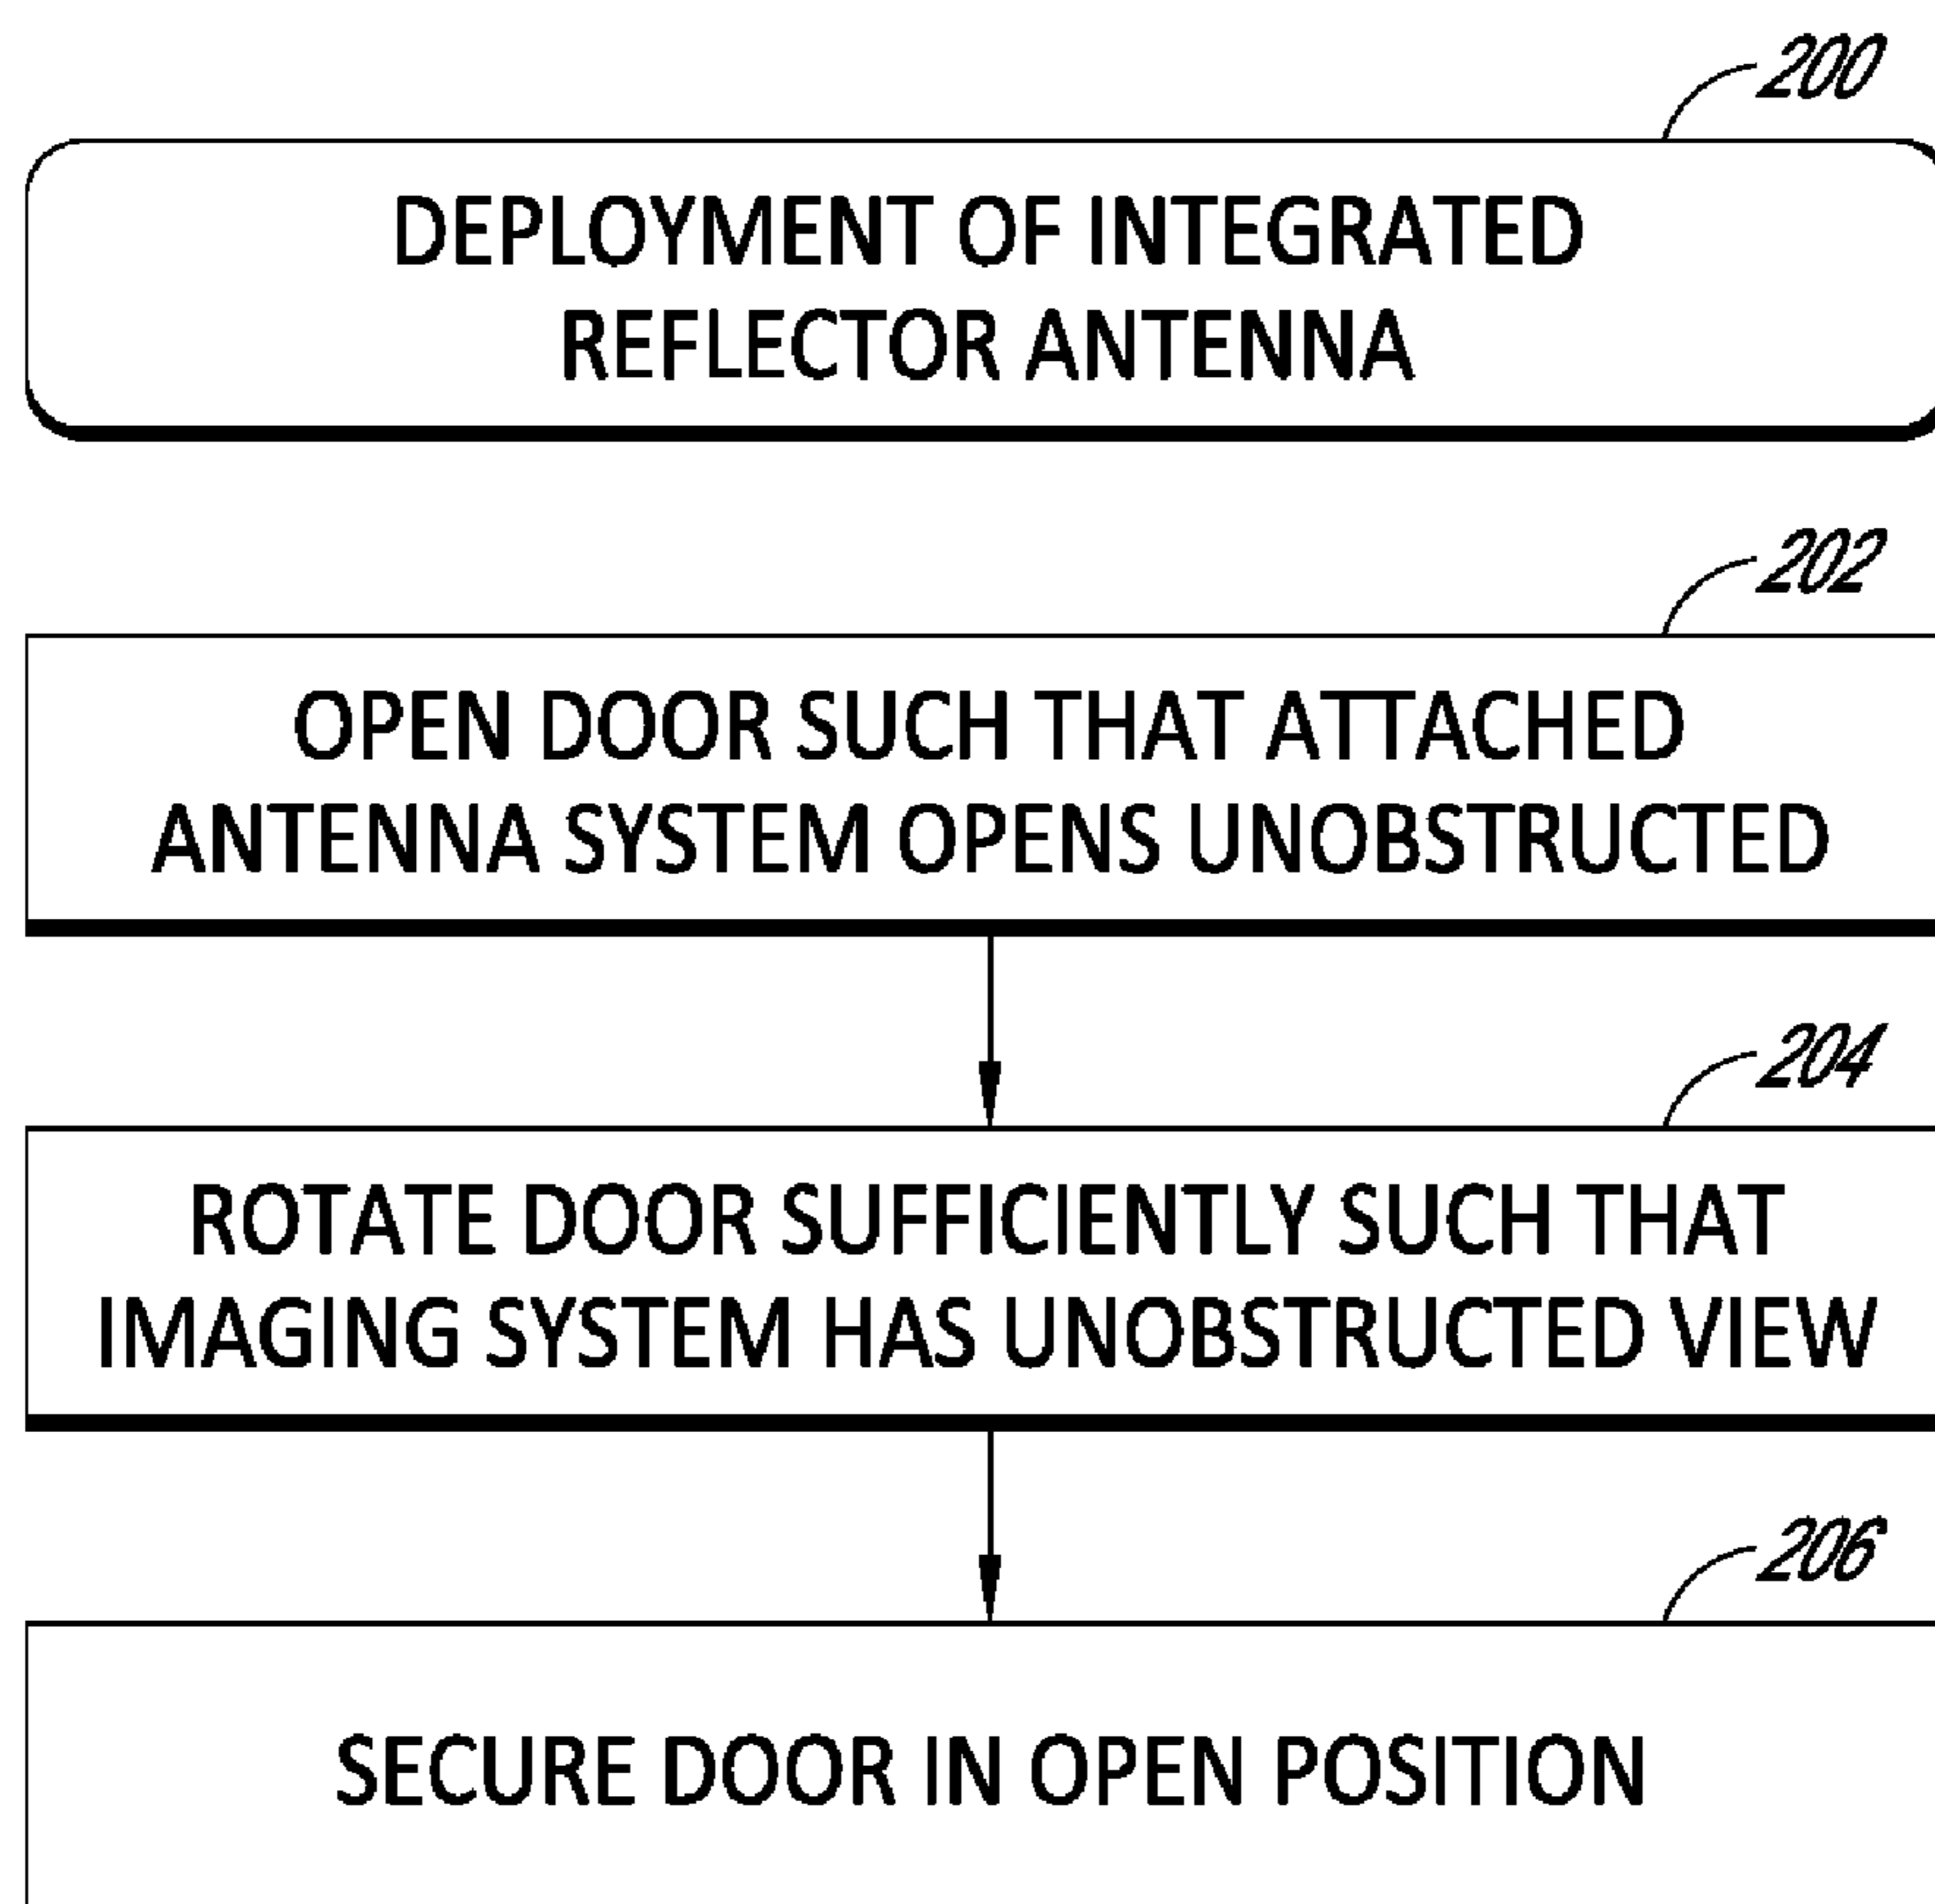 200
DEPLOYMENT OF INTEGRATED
REFLECTOR ANTENNA
202
OPEN DOOR SUCH THAT ATTACHED
ANTENNA SYSTEM OPENS UNOBSTRUCTED
204
ROTATE DOOR SUFFICIENTLY SUCH THAT
IMAGING SYSTEM HAS UNOBSTRUCTED VIEW
206
SECURE DOOR IN OPEN POSITION